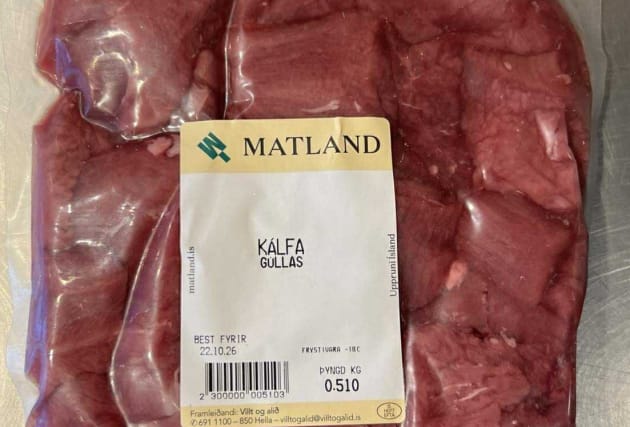 MATLAND
matland.is
KÁLFA
GÚLLAS
Uppruni Ísland
BEST FYRIR
22.10.26
FRYSTIVARA -18C
ÞYNGD KG
0.510
2 300000 005103
Framleiðandi: Villt og alið
✆ 691 1100 – 850 Hella – villtogalid@villtogalid.is